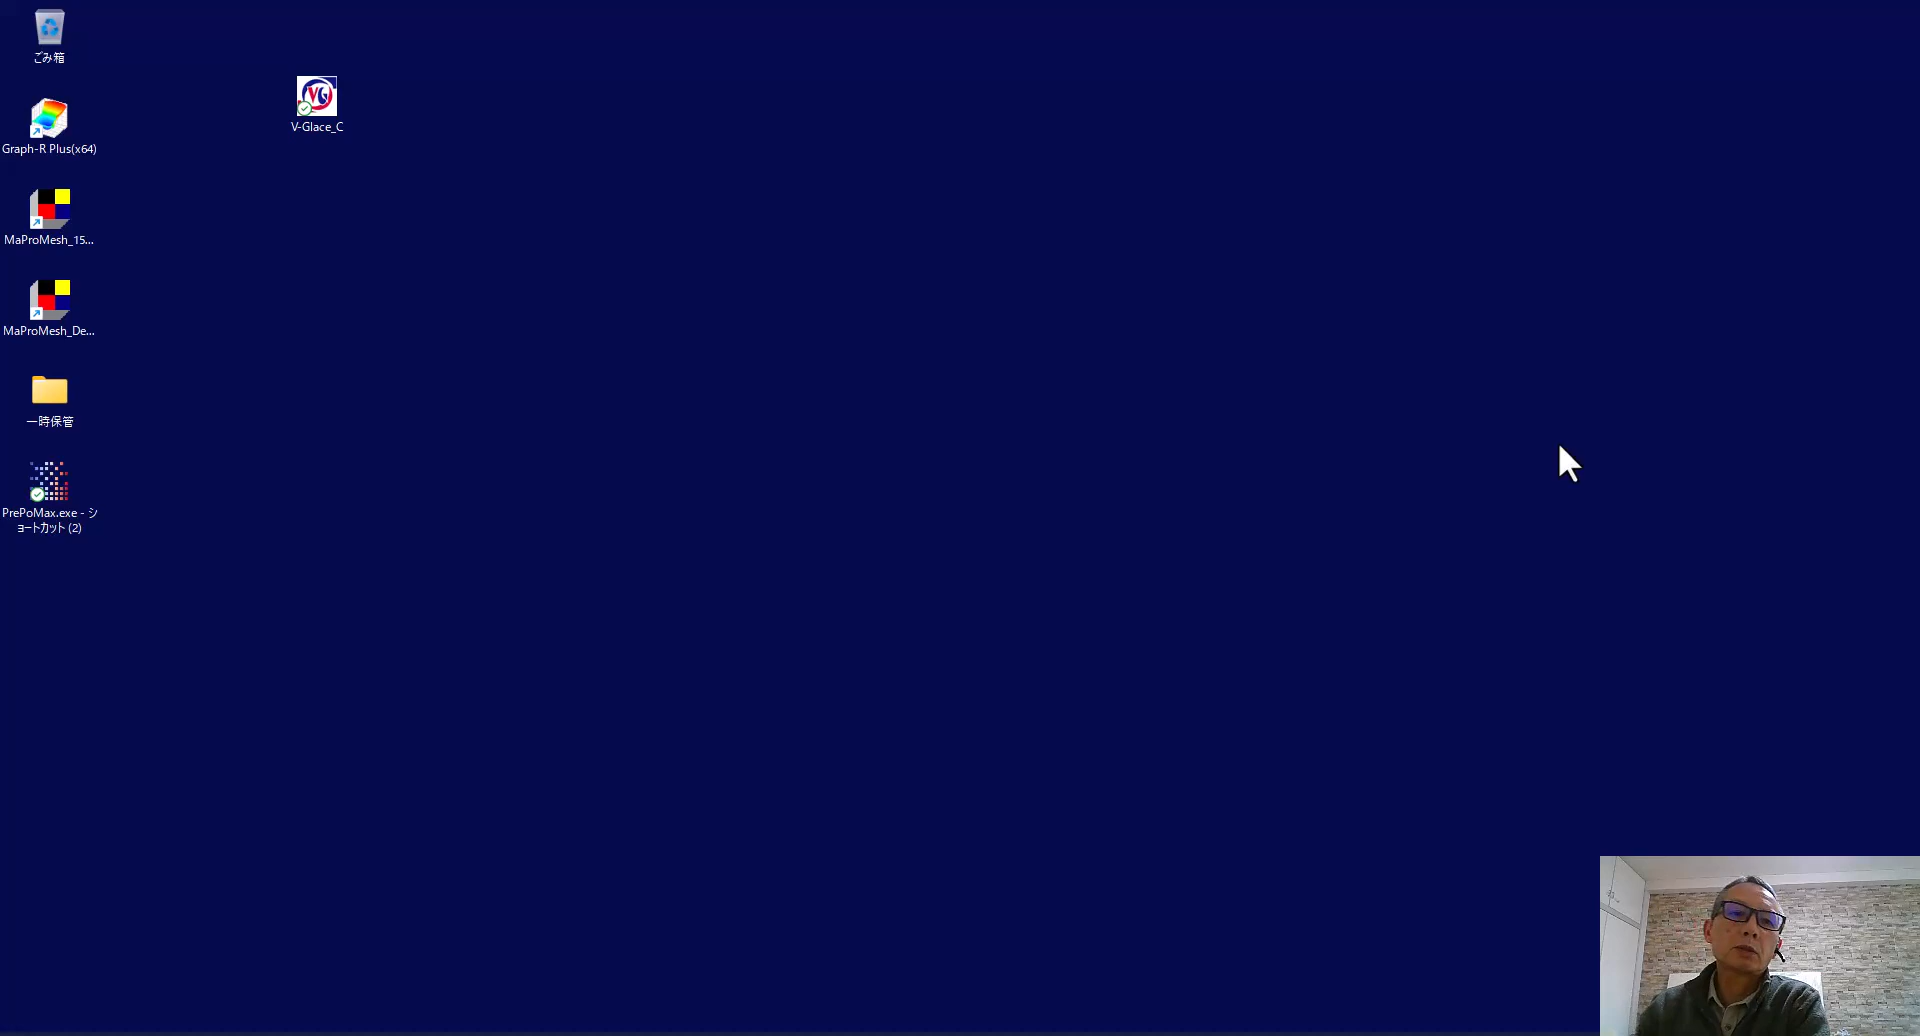 ごみ箱
VG
V-Glace_C
Graph-R Plus(x64)
MaProMesh_15...
MaProMesh_De...
一時保管
PrePoMax.exe - シ
ョートカット (2)